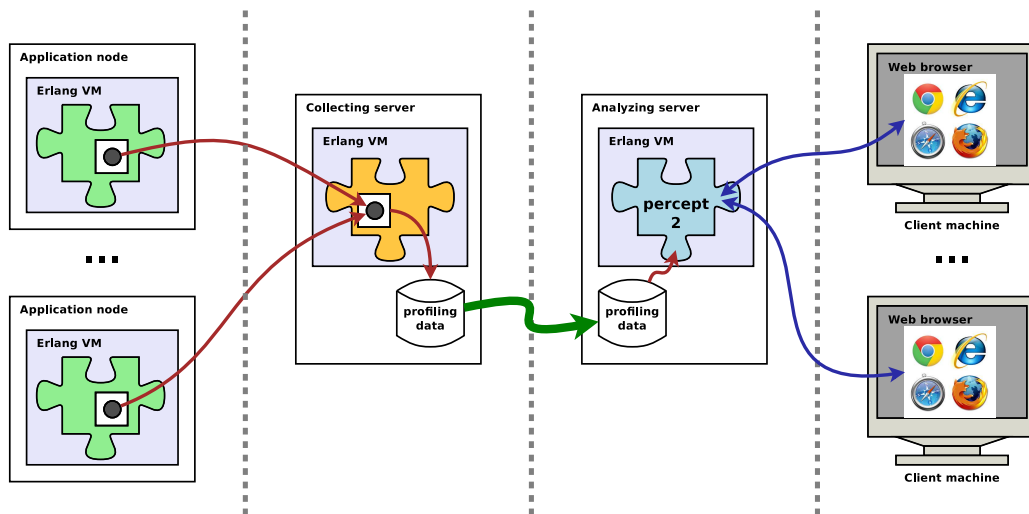 Application node
Erlang VM
...
Application node
Erlang VM
Collecting server
Erlang VM
profiling
data
Analyzing server
Erlang VM
percept
2
profiling
data
Web browser
Client machine
...
Web browser
Client machine